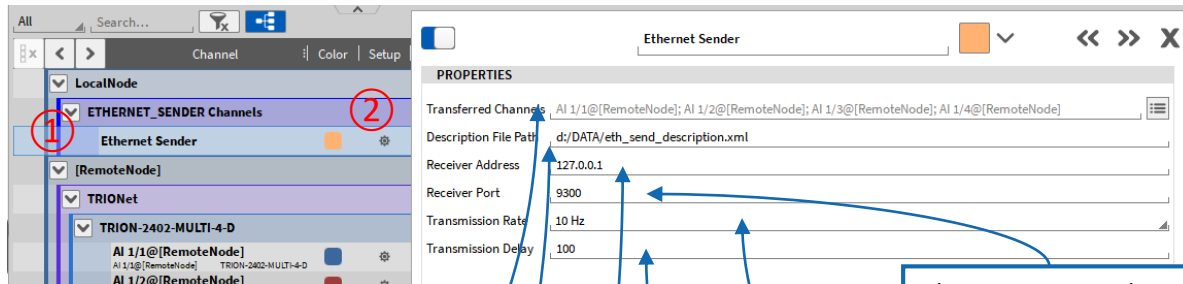 All
Search...
Channel
Color
Setup
LocalNode
ETHERNET_SENDER Channels
Ethernet Sender
[RemoteNode]
TRIONet
TRION-2402-MULTI-4-D
AI 1/1@[RemoteNode]
AI 1/1@[RemoteNode] TRION-2402-MULTI-4-D
AI 1/2@[RemoteNode]
1
2
Ethernet Sender
PROPERTIES
Transferred Channels AI 1/1@[RemoteNode]; AI 1/2@[RemoteNode]; AI 1/3@[RemoteNode]; AI 1/4@[RemoteNode]
Description File Path d:/DATA/eth_send_description.xml
Receiver Address 127.0.0.1
Receiver Port 9300
Transmission Rate 10 Hz
Transmission Delay 100